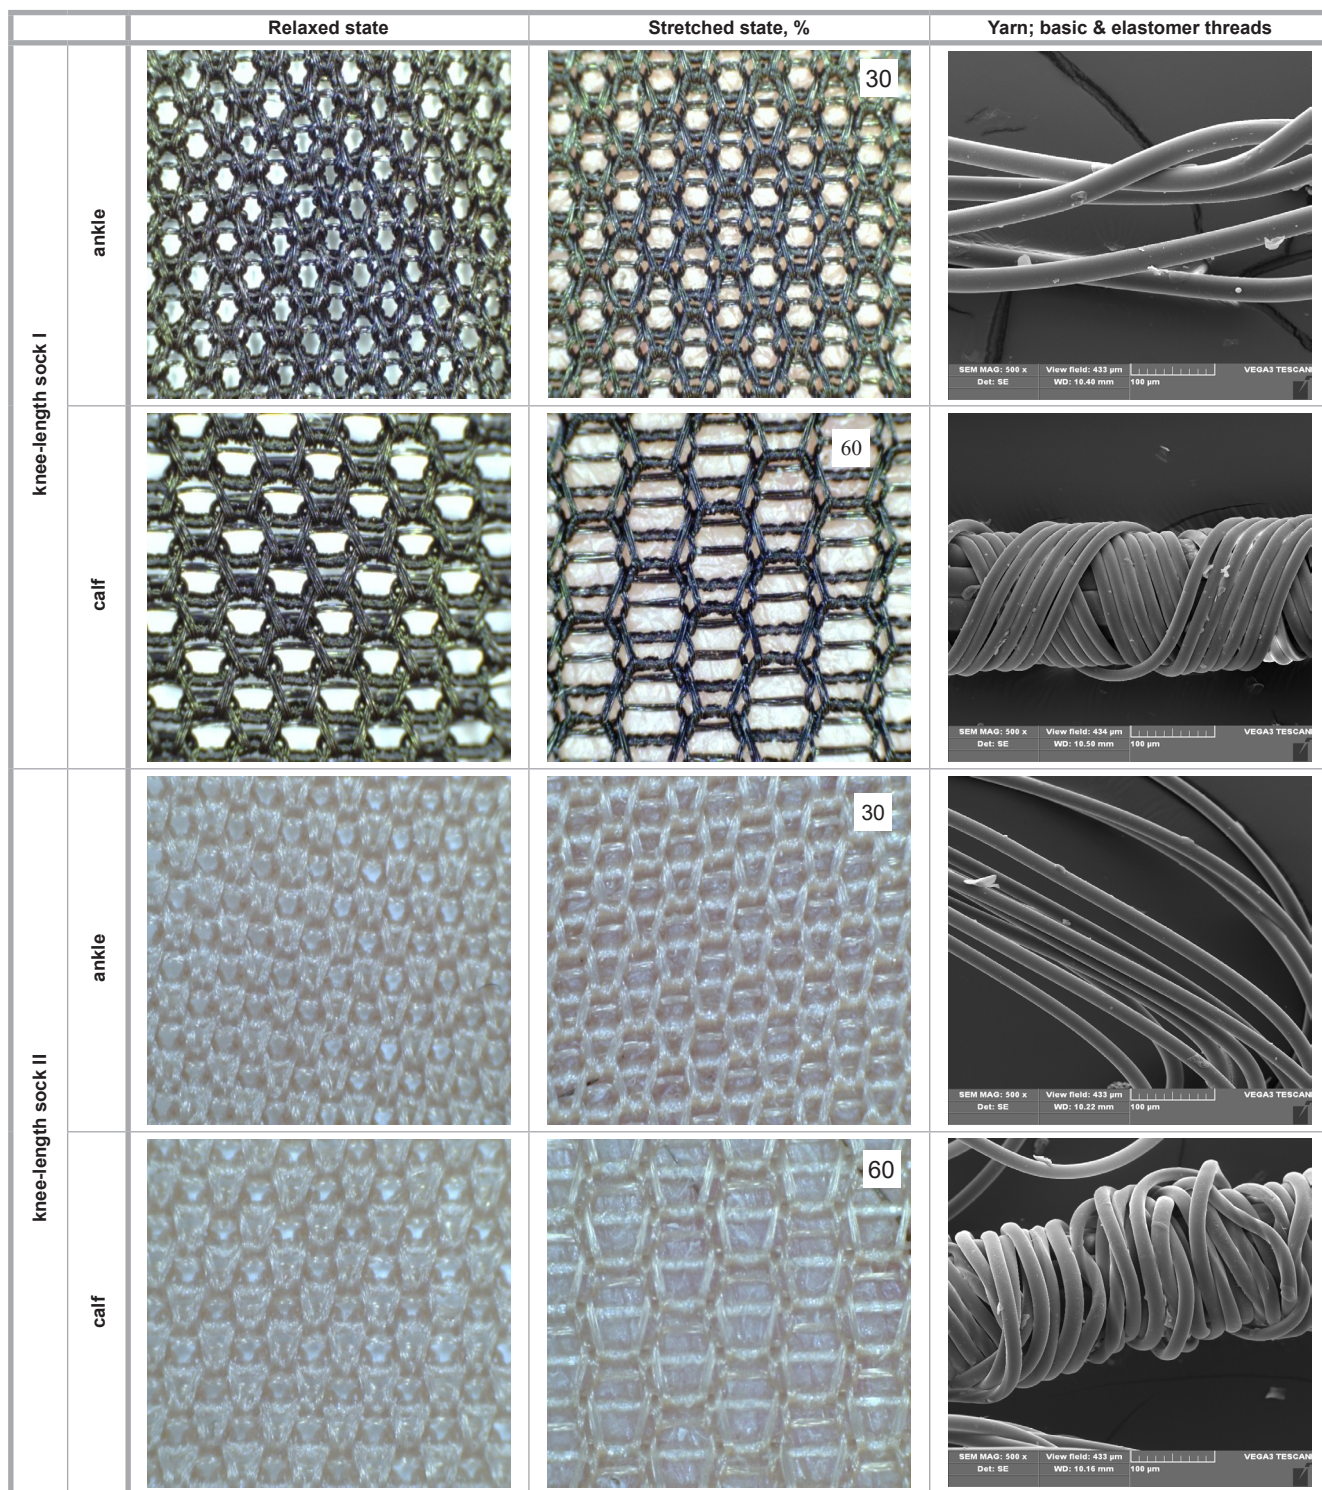 Relaxed state
Stretched state, %
Yarn; basic & elastomer threads
knee-length sock I
ankle
30
SEM MAG: 500 x View field: 433 µm 100 µm VEGA3 TESCAN
Det: SE WD: 10.40 mm
calf
60
SEM MAG: 500 x View field: 434 µm 100 µm VEGA3 TESCAN
Det: SE WD: 10.50 mm
knee-length sock II
ankle
30
SEM MAG: 500 x View field: 433 µm VEGA3 TESCAN
Det: SE WD: 10.22 mm 100 µm
calf
60
SEM MAG: 500 x View field: 433 µm VEGA3 TESCAN
Det: SE WD: 10.16 mm 100 µm